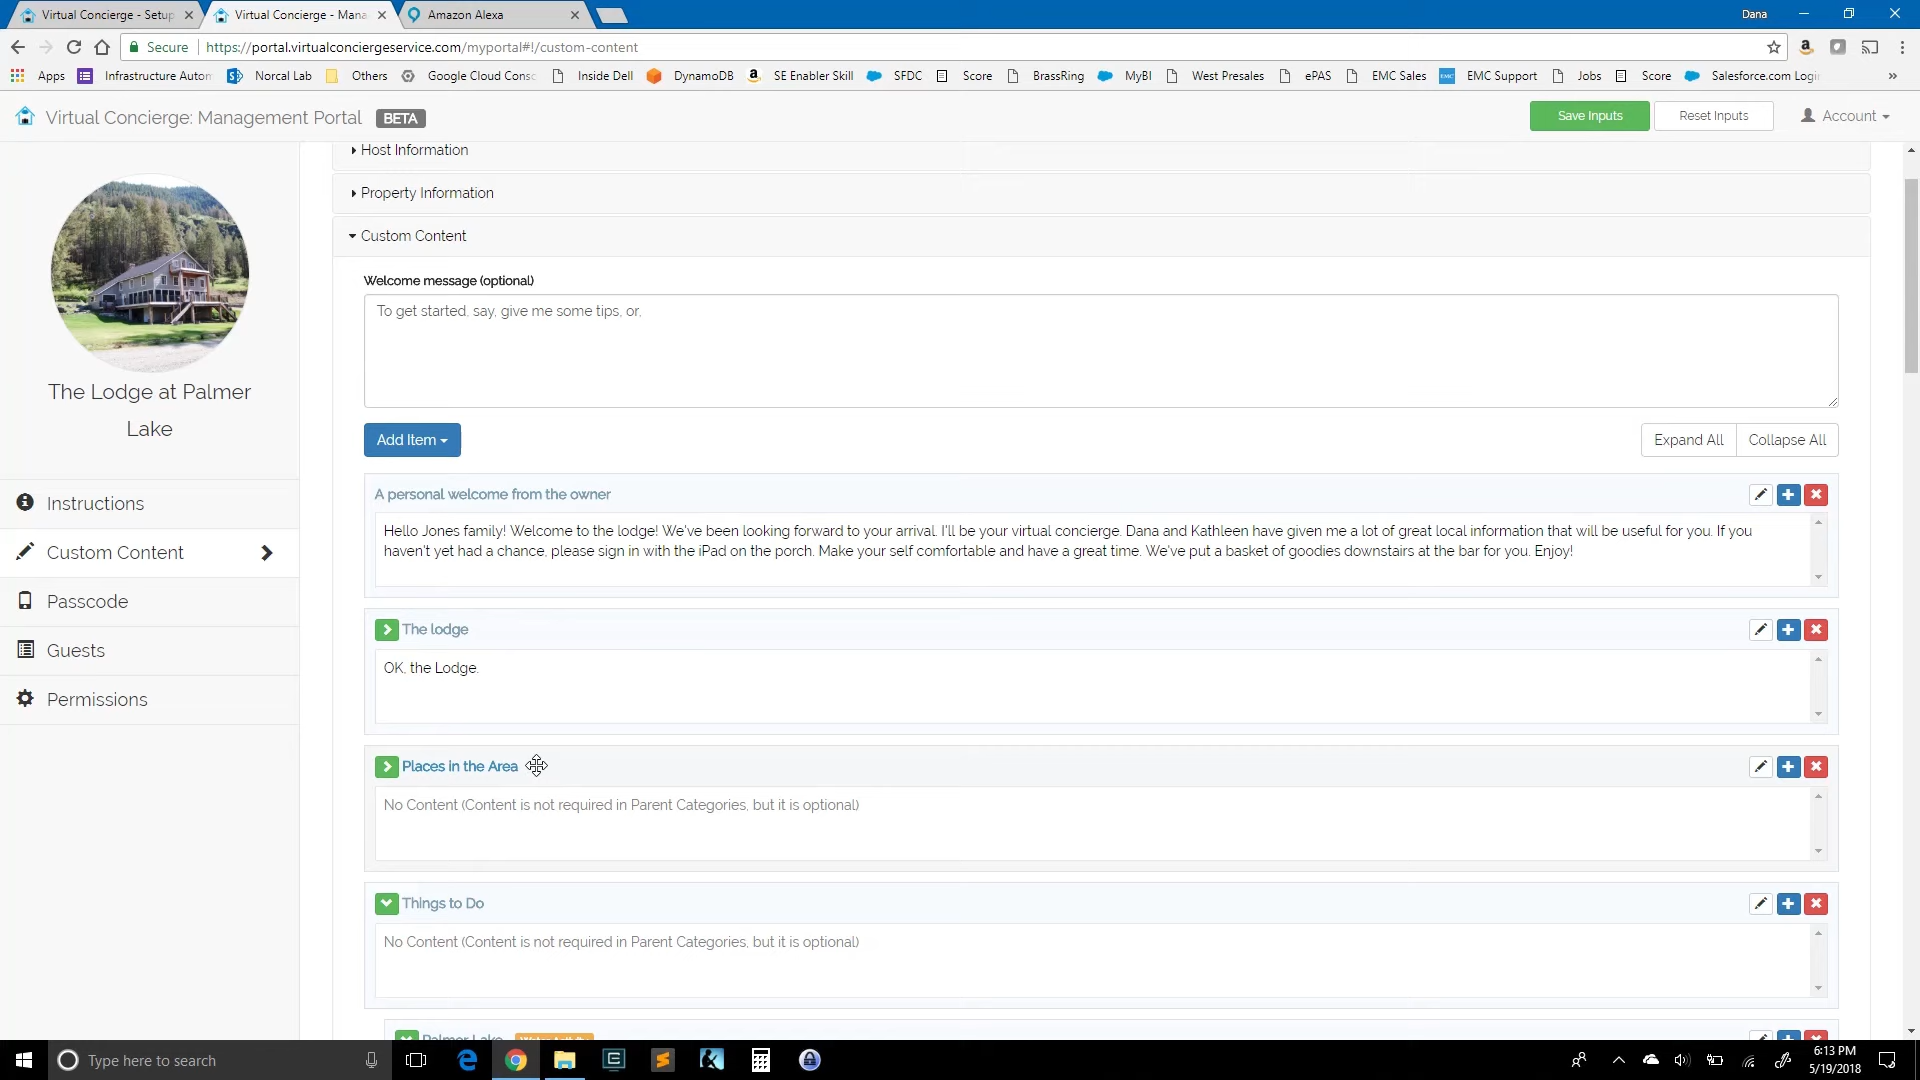 Virtual Concierge - Setup
Virtual Concierge - Mana
Amazon Alexa
Dana
Secure
https://portal.virtualconciergeservice.com/myportal#!/custom-content
Apps
Infrastructure Autom
Norcal Lab
Others
Google Cloud Conso
Inside Dell
DynamoDB
SE Enabler Skill
SFDC
Score
BrassRing
MyBI
West Presales
ePAS
EMC Sales
EMC
EMC Support
Jobs
Score
Salesforce.com Login
Virtual Concierge: Management Portal BETA
Save Inputs
Reset Inputs
Account
The Lodge at Palmer
Lake
Instructions
Custom Content
Passcode
Guests
Permissions
Host Information
Property Information
Custom Content
Welcome message (optional)
To get started, say, give me some tips, or,
Add Item
Expand All
Collapse All
A personal welcome from the owner
Hello Jones family! Welcome to the lodge! We've been looking forward to your arrival. I'll be your virtual concierge. Dana and Kathleen have given me a lot of great local information that will be useful for you. If you
haven't yet had a chance, please sign in with the iPad on the porch. Make your self comfortable and have a great time. We've put a basket of goodies downstairs at the bar for you. Enjoy!
The lodge
OK, the Lodge.
Places in the Area
No Content (Content is not required in Parent Categories, but it is optional)
Things to Do
No Content (Content is not required in Parent Categories, but it is optional)
Palmer Lake
Type here to search
6:13 PM
5/19/2018